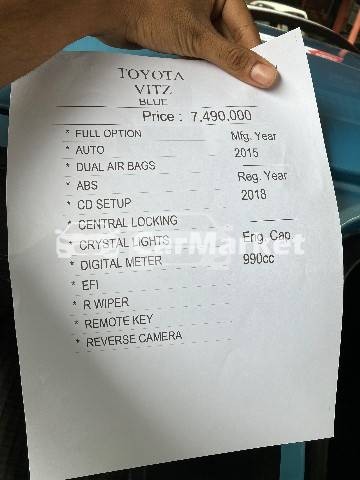 TOYOTA
VITZ
BLUE
Price : 7,490,000
* FULL OPTION
* AUTO
* DUAL AIR BAGS
* ABS
* CD SETUP
* CENTRAL LOCKING
* CRYSTAL LIGHTS
* DIGITAL METER
* EFI
* R WIPER
* REMOTE KEY
* REVERSE CAMERA
Mfg. Year
2015
Reg. Year
2018
Eng. Cap.
990cc
CarMarket